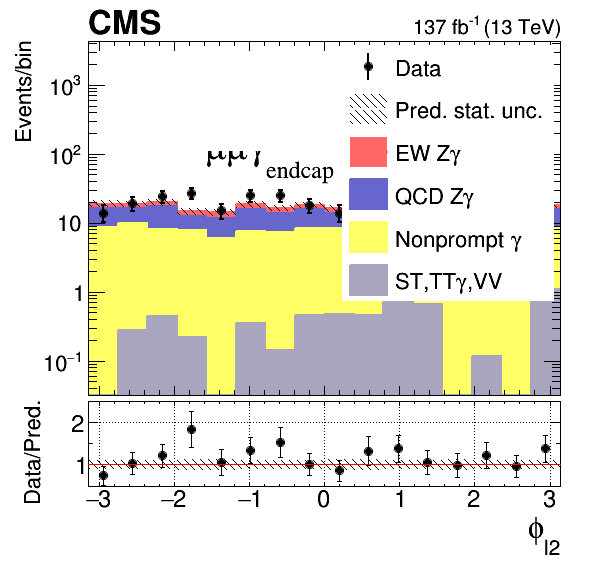 CMS 137 fb⁻¹ (13 TeV)
Events/bin
10³
10²
10
1
10⁻¹
μμγ endcap
Data
Pred. stat. unc.
EW Zγ
QCD Zγ
Nonprompt γ
ST,TTγ,VV
Data/Pred.
2
1
−3 −2 −1 0 1 2 3
ϕl2